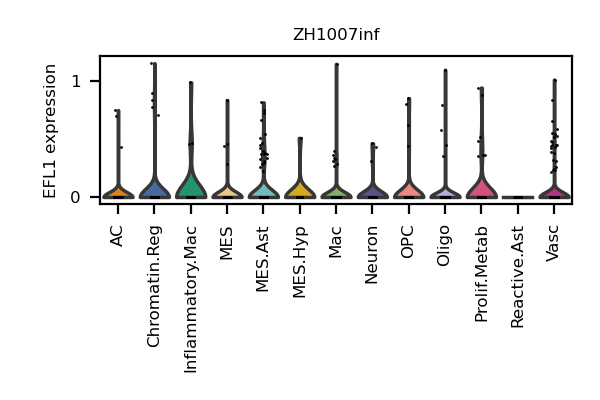 ZH1007inf
EFL1 expression
1
0
AC
Chromatin.Reg
Inflammatory.Mac
MES
MES.Ast
MES.Hyp
Mac
Neuron
OPC
Oligo
Prolif.Metab
Reactive.Ast
Vasc